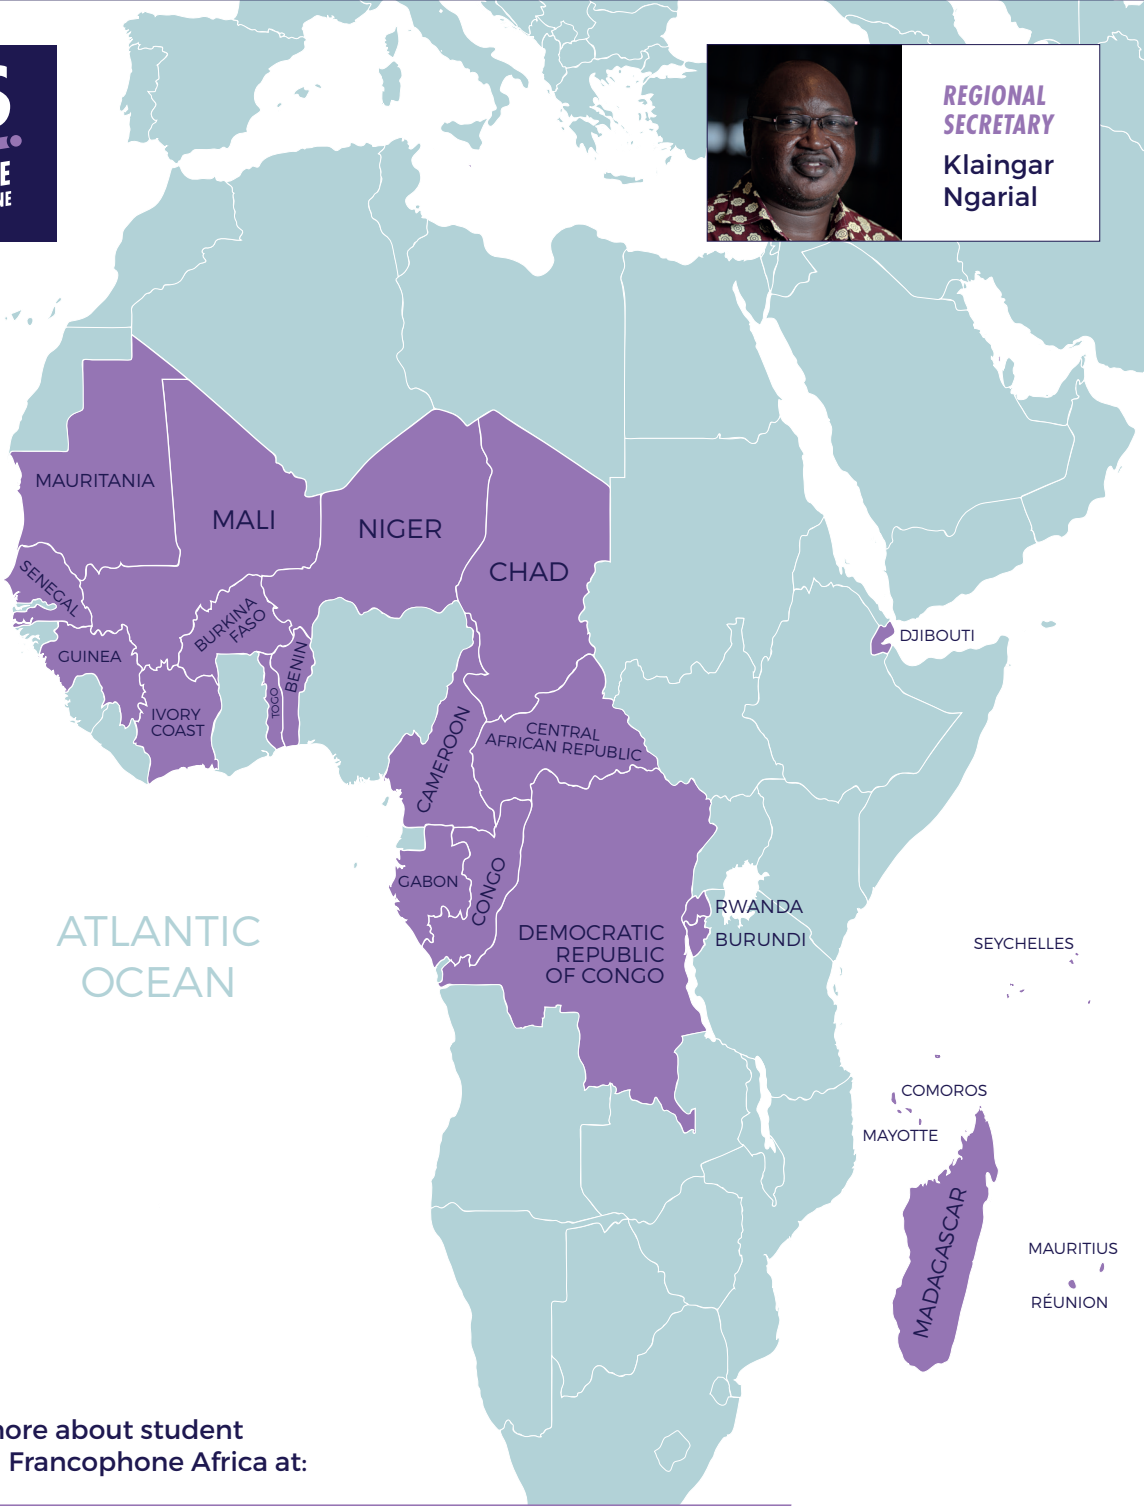 S
E
NE
REGIONAL
SECRETARY
Klaingar
Ngarial
MAURITANIA
MALI
NIGER
CHAD
SENEGAL
BURKINA
FASO
GUINEA
BENIN
TOGO
IVORY
COAST
DJIBOUTI
CENTRAL
AFRICAN REPUBLIC
CAMEROON
GABON
CONGO
DEMOCRATIC
REPUBLIC
OF CONGO
RWANDA
BURUNDI
ATLANTIC
OCEAN
SEYCHELLES
COMOROS
MAYOTTE
MADAGASCAR
MAURITIUS
RÉUNION
more about student
Francophone Africa at: